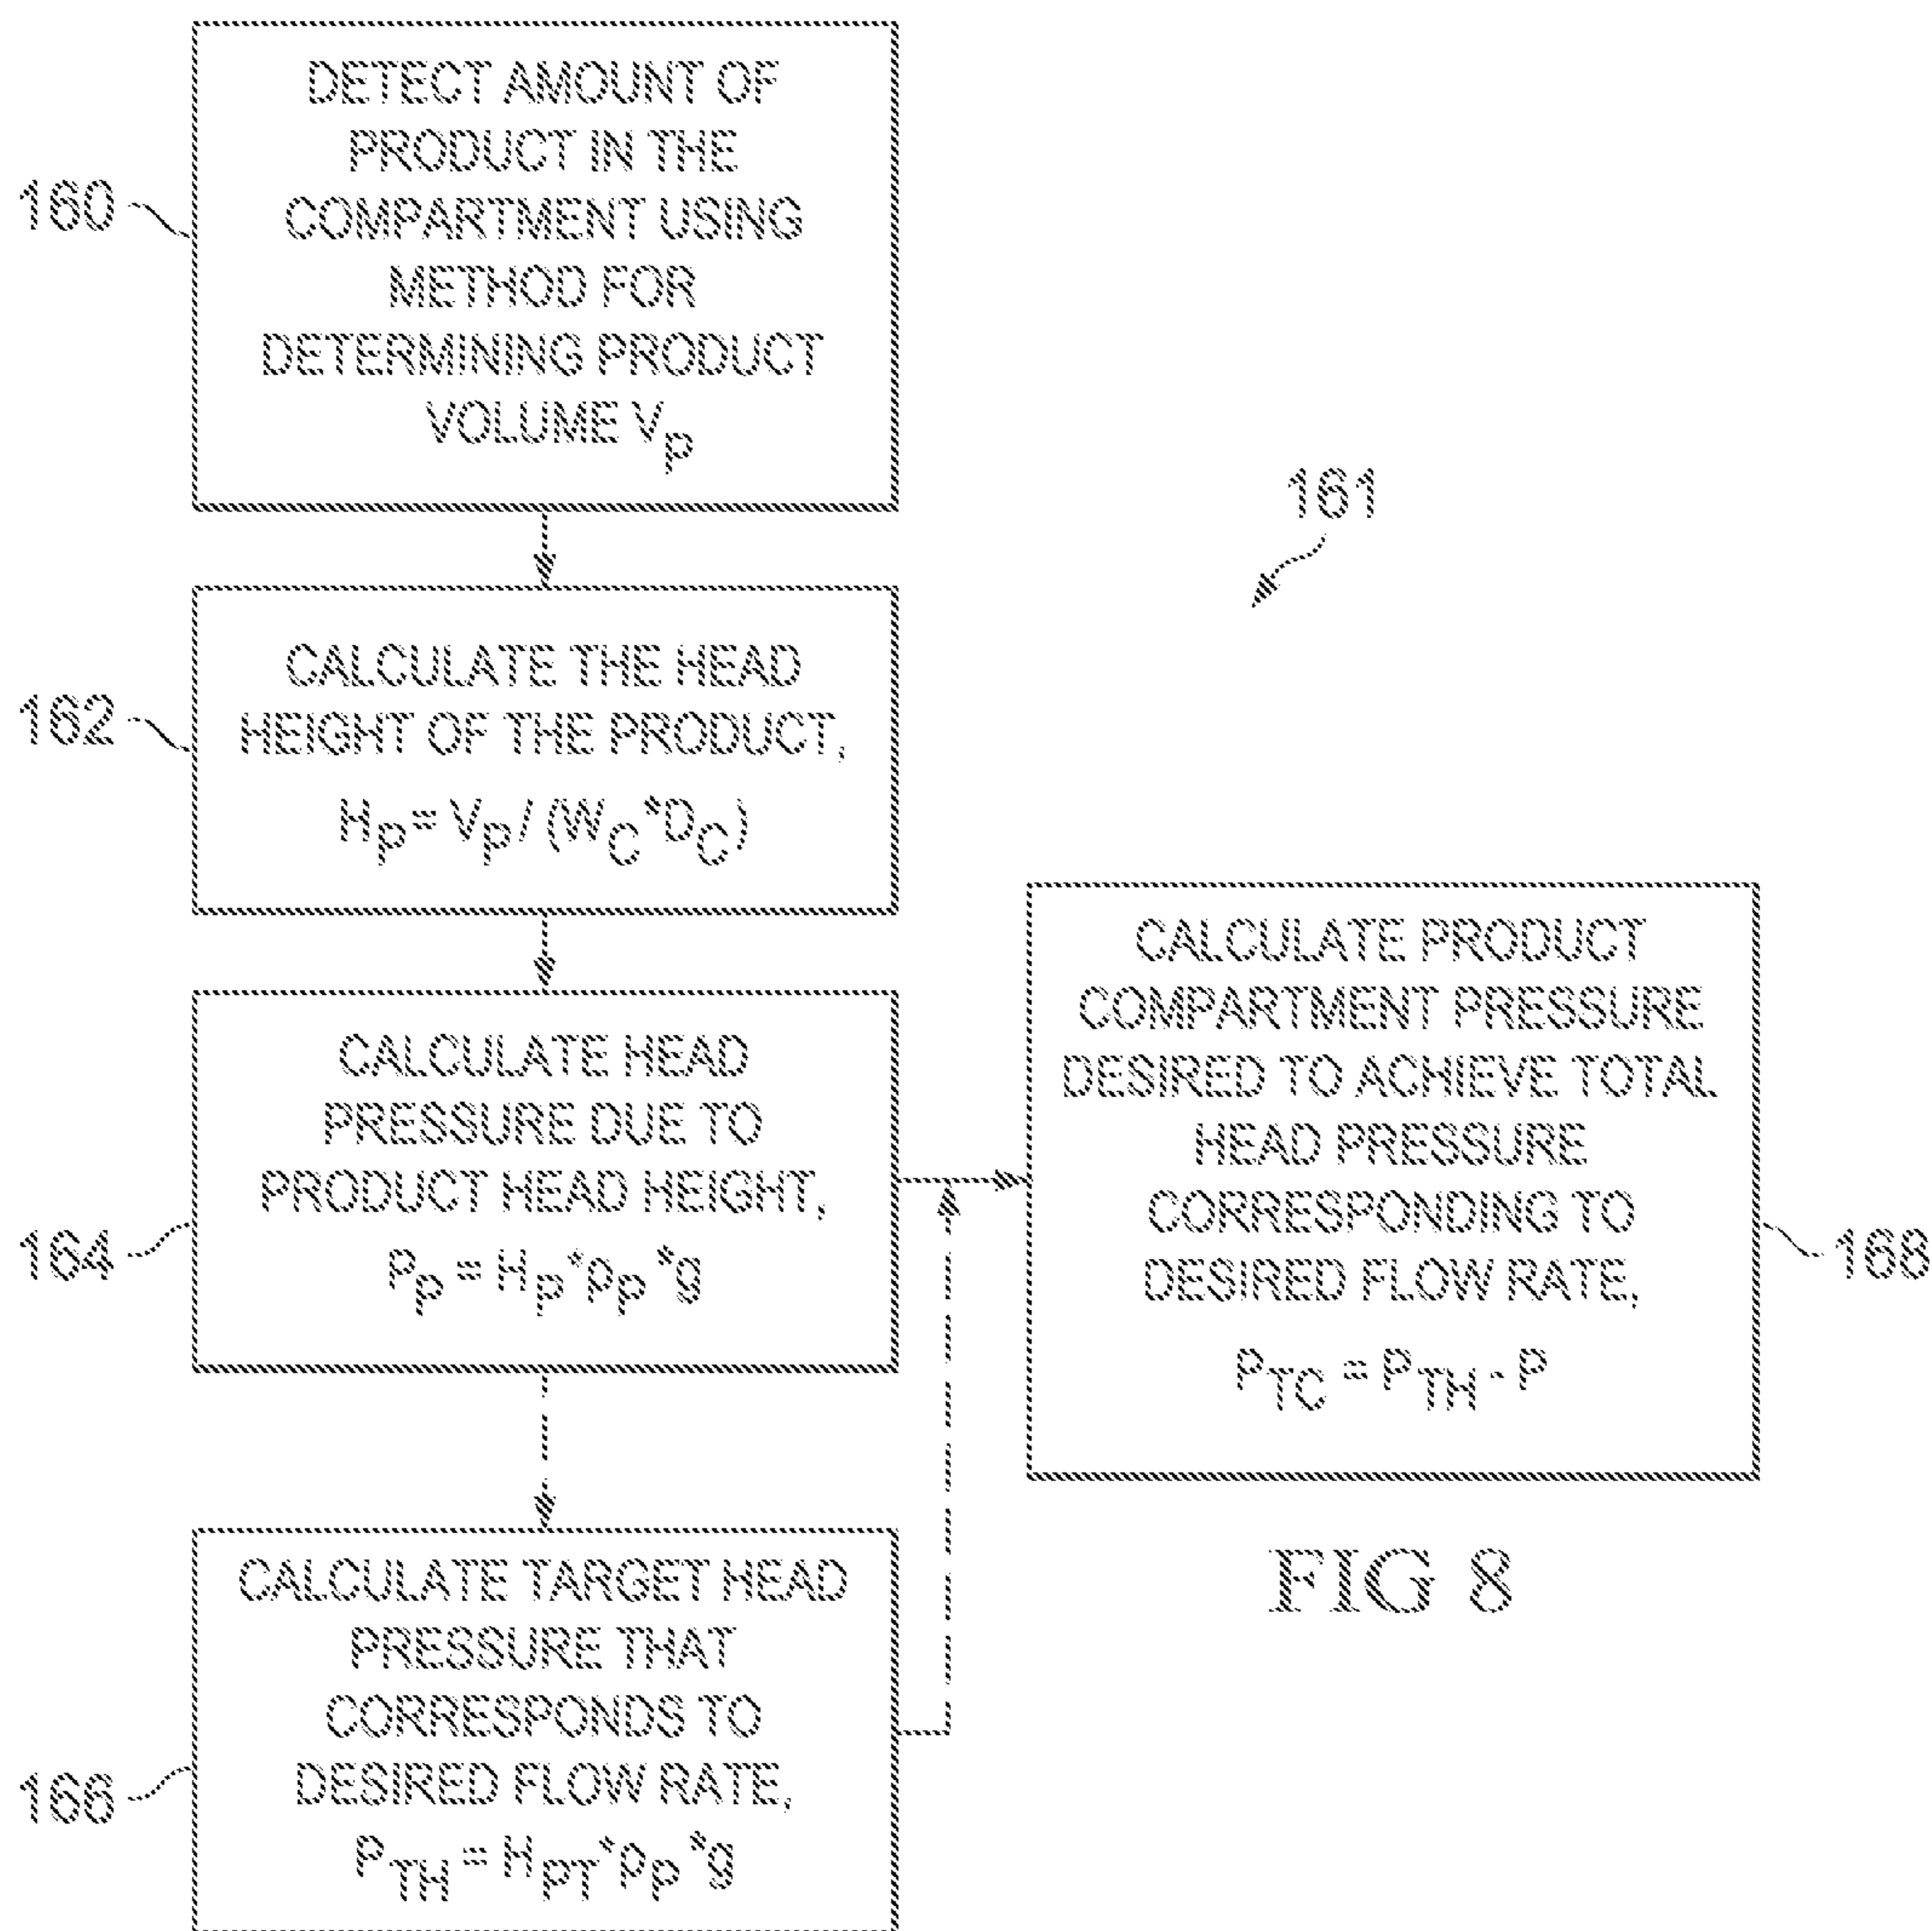 160
DETECT AMOUNT OF
PRODUCT IN THE
COMPARTMENT USING
METHOD FOR
DETERMINING PRODUCT
VOLUME Vp
161
162
CALCULATE THE HEAD
HEIGHT OF THE PRODUCT,
Hp = Vp / (WC*DC)
164
CALCULATE HEAD
PRESSURE DUE TO
PRODUCT HEAD HEIGHT,
Pp = Hp*ρp*g
166
CALCULATE TARGET HEAD
PRESSURE THAT
CORRESPONDS TO
DESIRED FLOW RATE,
PTH = HPT*ρP*g
CALCULATE PRODUCT
COMPARTMENT PRESSURE
DESIRED TO ACHIEVE TOTAL
HEAD PRESSURE
CORRESPONDING TO
DESIRED FLOW RATE,
PTC = PTH - P
168
FIG 8